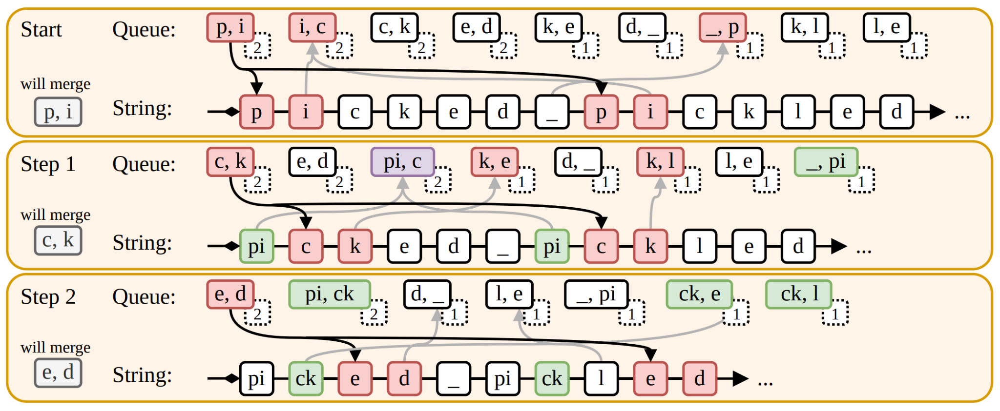 Start Queue: p, i 2 i, c 2 c, k 2 e, d 2 k, e 1 d, _ 1 _, p 1 k, l 1 l, e 1
will merge
p, i String: p i c k e d _ p i c k l e d ...
Step 1 Queue: c, k 2 e, d 2 pi, c 2 k, e 1 d, _ 1 k, l 1 l, e 1 _, pi 1
will merge
c, k String: pi c k e d _ pi c k l e d ...
Step 2 Queue: e, d 2 pi, ck 2 d, _ 1 l, e 1 _, pi 1 ck, e 1 ck, l 1
will merge
e, d String: pi ck e d _ pi ck l e d ...